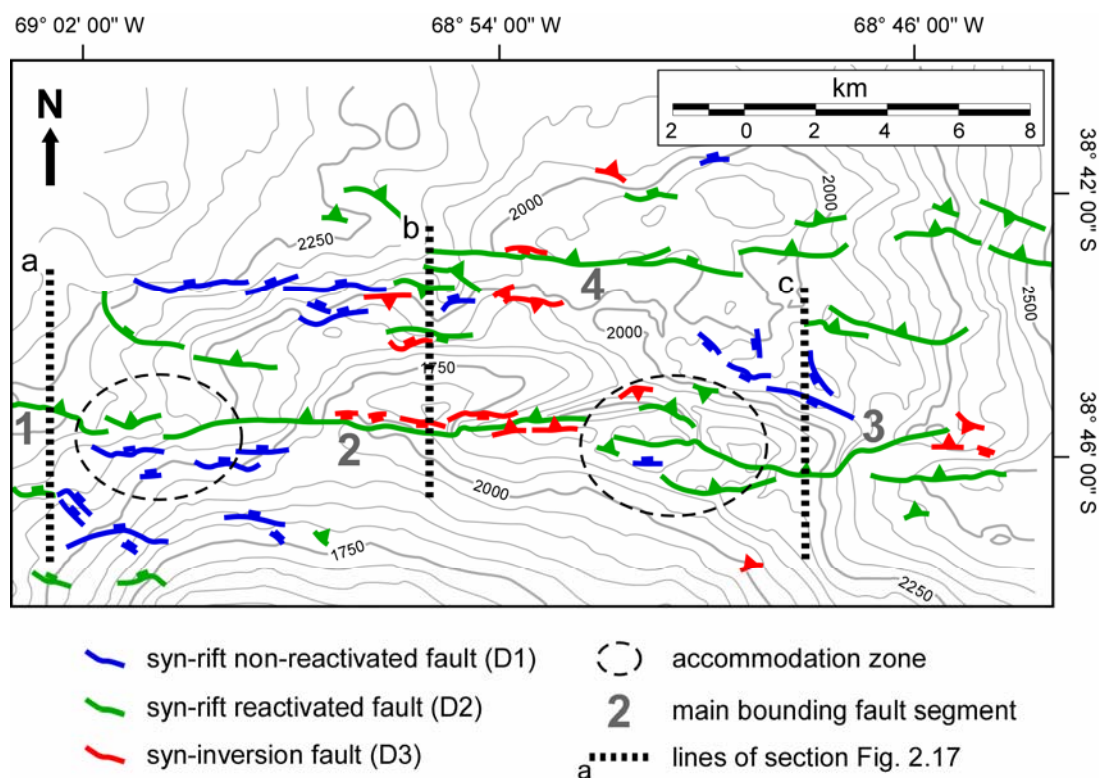 69° 02' 00" W
68° 54' 00" W
68° 46' 00" W
N
km
2 0 2 4 6 8
38° 42' 00" S
38° 46' 00" S
2000
2000
2250
b
a
4
c
2500
2000
1750
1
2
3
2000
1750
2250
syn-rift non-reactivated fault (D1)
accommodation zone
syn-rift reactivated fault (D2)
2 main bounding fault segment
syn-inversion fault (D3)
a lines of section Fig. 2.17